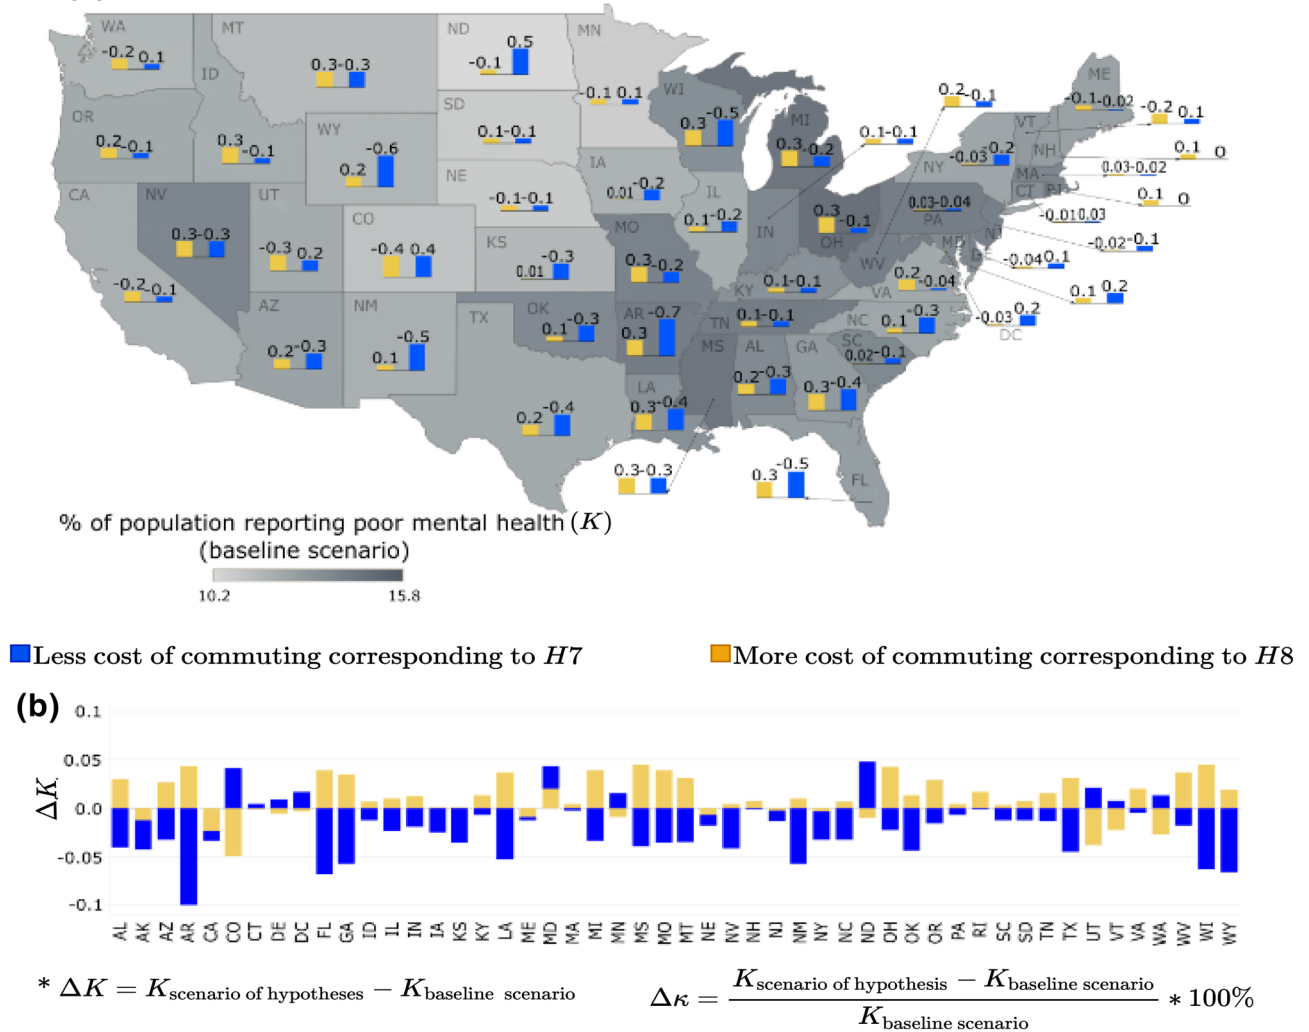 WA
-0.2 0.1
MT
0.3-0.3
ND
-0.1 0.5
MN
-0.1 0.1
ID
0.3 -0.1
OR
0.2-0.1
SD
0.1-0.1
WY
0.2 -0.6
WI
0.3 -0.5
MI
0.3-0.2
0.2-0.1
0.1-0.1
ME
-0.1-0.02
-0.2 0.1
VT
NH
0.1 0
NY
-0.03-0.2
MA
0.03-0.02
CT
RI
0.1 0
-0.010.03
CA
-0.2-0.1
NV
0.3-0.3
UT
-0.3 0.2
CO
-0.4 0.4
NE
-0.1-0.1
IA
0.01 -0.2
IL
0.1-0.2
IN
OH
0.3 -0.1
PA
0.03-0.04
NJ
-0.02-0.1
MD
-0.04 0.1
0.1 0.2
WV
VA
0.2 -0.04
-0.03 0.2
DC
KS
0.01 -0.3
MO
0.3-0.2
KY
0.1-0.1
AZ
0.2-0.3
NM
0.1 -0.5
TX
0.2-0.4
OK
0.1 -0.3
AR
0.3 -0.7
TN
0.1-0.1
NC
0.1 -0.3
SC
0.02-0.1
MS
AL
0.2-0.3
GA
0.3-0.4
LA
0.3-0.4
0.3-0.3
0.3 -0.5
FL
% of population reporting poor mental health (K)
(baseline scenario)
10.2 15.8
Less cost of commuting corresponding to H7
More cost of commuting corresponding to H8
(b)
0.1
0.05
0.0
-0.05
-0.1
ΔK
AL AK AZ AR CA CO CT DE DC FL GA ID IL IN IA KS KY LA ME MD MA MI MN MS MO MT NE NV NH NJ NM NY NC ND OH OK OR PA RI SC SD TN TX UT VT VA WA WV WI WY
* ΔK = K scenario of hypotheses − K baseline scenario
Δκ = K scenario of hypothesis − K baseline scenario / K baseline scenario * 100%